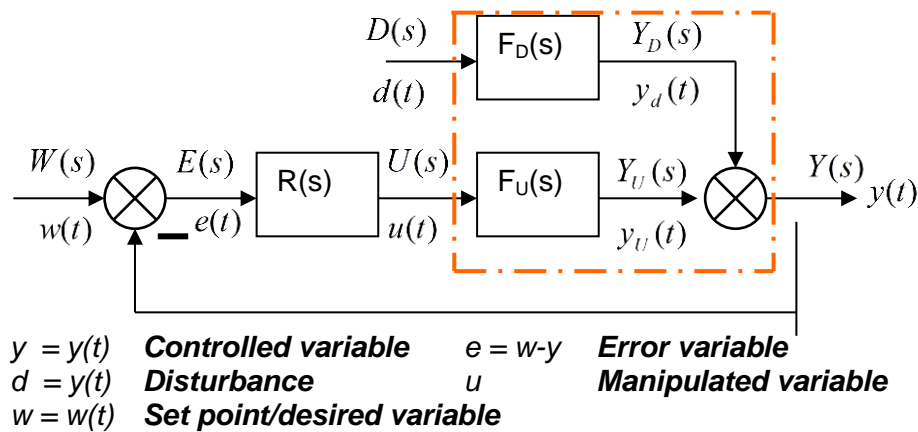 D(s) F_D(s) Y_D(s)
d(t) y_d(t)
W(s) E(s) R(s) U(s) F_U(s) Y_U(s) Y(s)
w(t) e(t) u(t) y_U(t) y(t)
y = y(t) Controlled variable e = w-y Error variable
d = y(t) Disturbance u Manipulated variable
w = w(t) Set point/desired variable